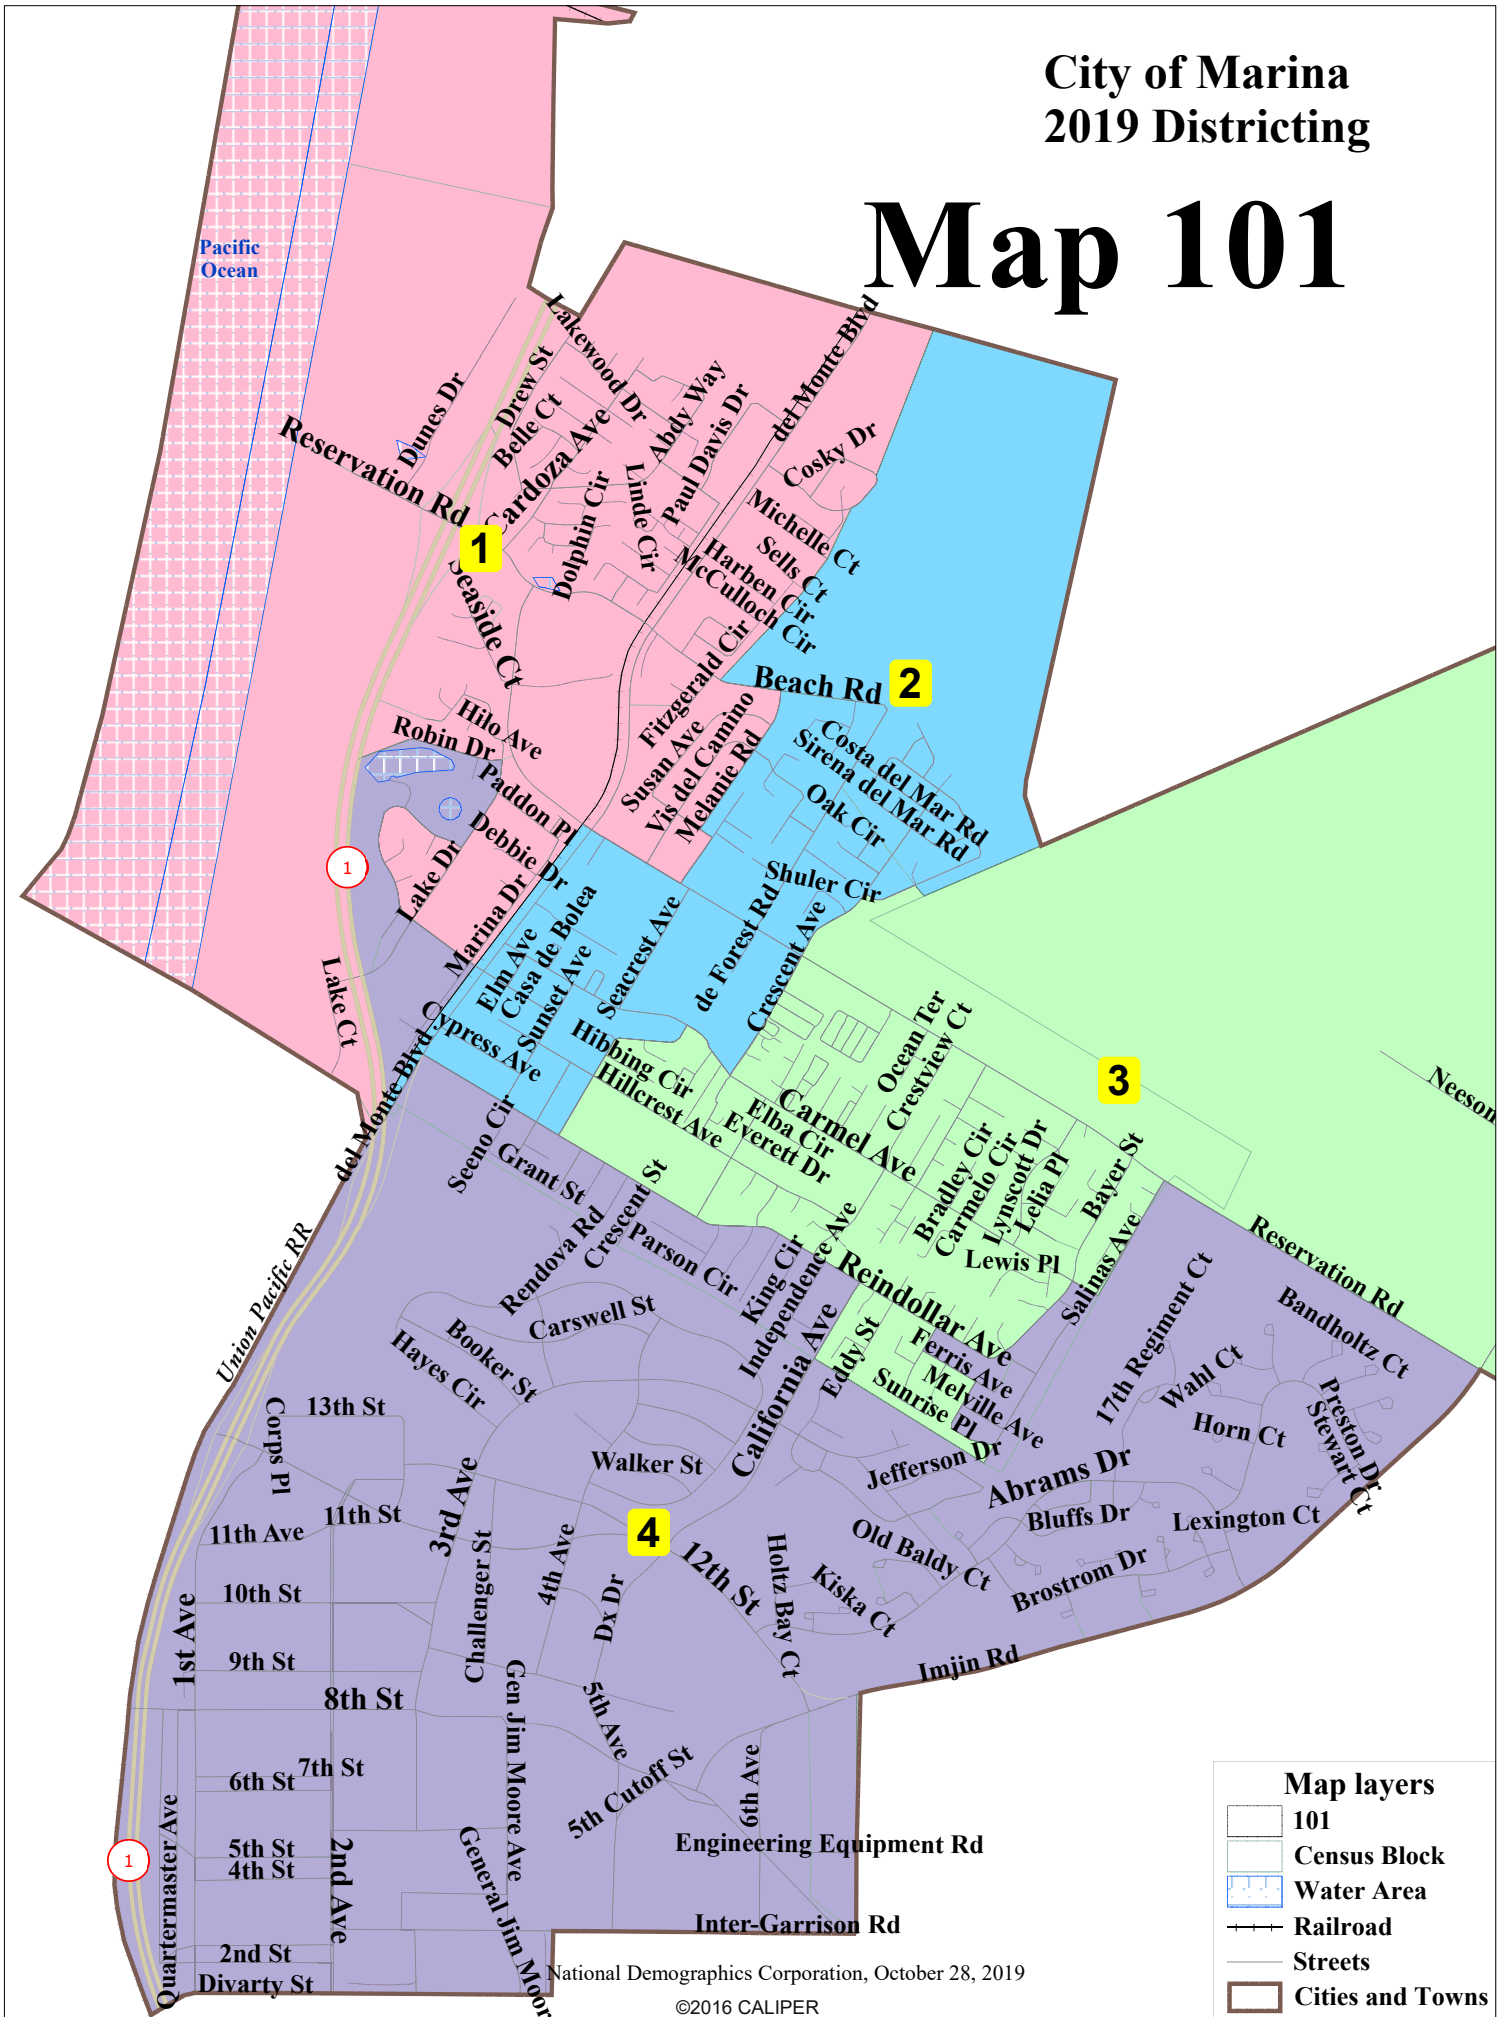 City of Marina
2019 Districting
Map 101
Pacific
Ocean
Lakewood Dr
del Monte Blvd
Drew St
Dunes Dr
Belle Ct
Abdy Way
Paul Davis Dr
Reservation Rd
Cardoza Ave
Cosky Dr
Linde Cir
Dolphin Cir
Michelle Ct
1
Sells Ct
Harben Cir
McCulloch Cir
Seaside Ct
Fitzgerald Cir
Beach Rd
2
Hilo Ave
Robin Dr
Susan Ave
Vis del Camino
Melanie Rd
Costa del Mar Rd
Sirena del Mar Rd
Paddon Pl
Oak Cir
Debbie Dr
1
Lake Dr
Shuler Cir
Marina Dr
Elm Ave
Casa de Bolea
Sunset Ave
Seacrest Ave
de Forest Rd
Crescent Ave
Lake Ct
Cypress Ave
Hibbing Cir
Hillcrest Ave
Ocean Ter
Crestview Ct
3
Neeson
del Monte Blvd
Seeno Cir
Carmel Ave
Elba Cir
Everett Dr
Grant St
Crescent St
Bradley Cir
Carmelo Cir
Lynscott Dr
Lelia Pl
Bayer St
Rendova Rd
Parson Cir
King Cir
Independence Ave
Reindollar Ave
Lewis Pl
Salinas Ave
Reservation Rd
Union Pacific RR
Carswell St
Booker St
Hayes Cir
California Ave
Eddy St
Ferris Ave
Melville Ave
Sunrise Pl
17th Regiment Ct
Bandholtz Ct
Wahl Ct
Horn Ct
Preston Dr
Stewart Ct
13th St
Corps Pl
Walker St
Jefferson Dr
Abrams Dr
3rd Ave
11th St
11th Ave
Bluffs Dr
Lexington Ct
4
Challenger St
4th Ave
12th St
Holtz Bay Ct
Old Baldy Ct
Kiska Ct
Brostrom Dr
10th St
Dx Dr
1st Ave
9th St
Imjin Rd
8th St
Gen Jim Moore Ave
5th Ave
7th St
6th St
5th Cutoff St
6th Ave
Quartermaster Ave
5th St
4th St
2nd Ave
Engineering Equipment Rd
1
General Jim Moor
Inter-Garrison Rd
2nd St
Divarty St
National Demographics Corporation, October 28, 2019
©2016 CALIPER
Map layers
101
Census Block
Water Area
Railroad
Streets
Cities and Towns